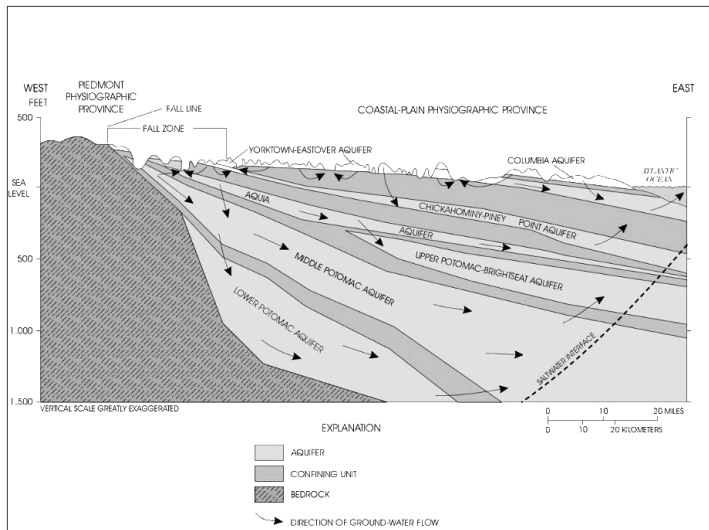 WEST
FEET
PIEDMONT
PHYSIOGRAPHIC
PROVINCE
FALL LINE
FALL ZONE
COASTAL-PLAIN PHYSIOGRAPHIC PROVINCE
EAST
500
YORKTOWN-EASTOVER AQUIFER
COLUMBIA AQUIFER
ATLANTIC
OCEAN
SEA
LEVEL
AQUIA
AQUIFER
CHICKAHOMINY-PINEY POINT AQUIFER
UPPER POTOMAC-BRIGHTSEAT AQUIFER
MIDDLE POTOMAC AQUIFER
LOWER POTOMAC AQUIFER
500
1.000
1,500
SALTWATER INTERFACE
VERTICAL SCALE GREATLY EXAGGERATED
0 10 20 MILES
0 10 20 KILOMETERS
EXPLANATION
AQUIFER
CONFINING UNIT
BEDROCK
DIRECTION OF GROUND-WATER FLOW